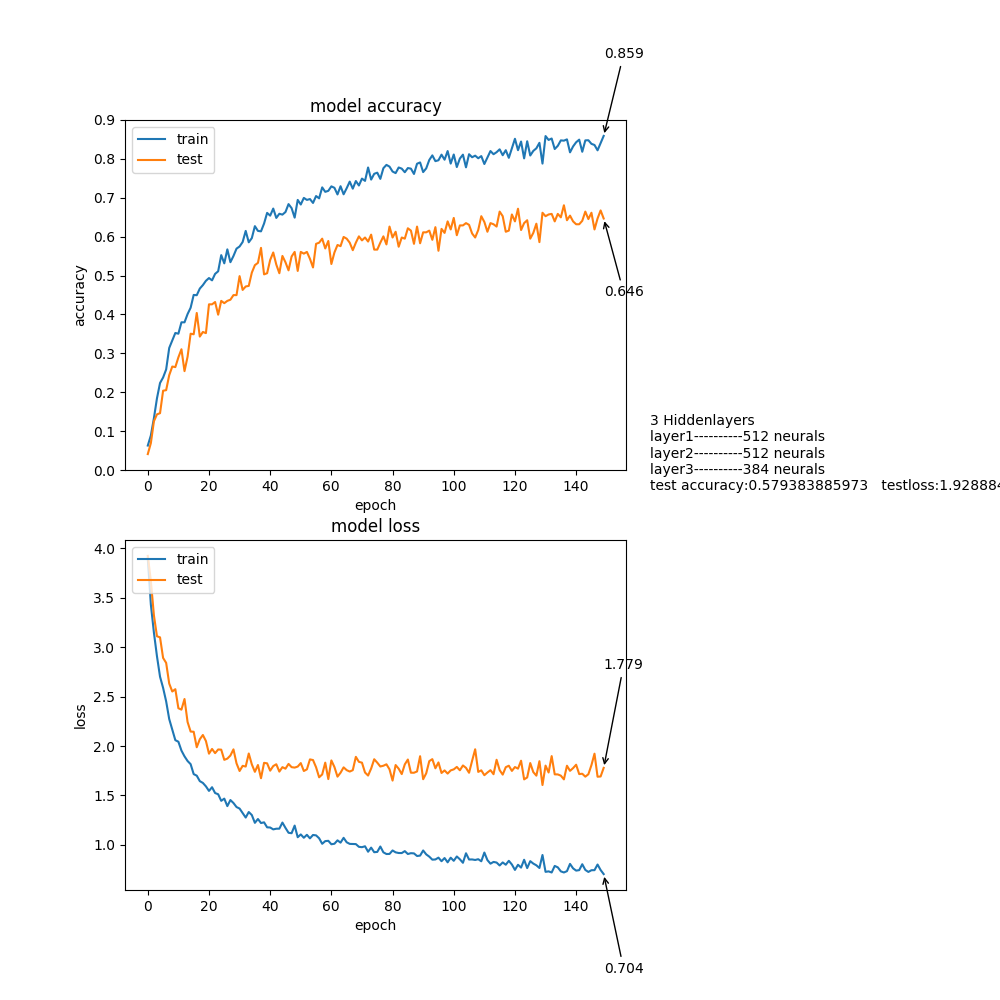 0.859
model accuracy
train
test
0.9
0.8
0.7
0.6
0.5
0.4
0.3
0.2
0.1
0.0
accuracy
0.646
0 20 40 60 80 100 120 140
epoch
3 Hiddenlayers
layer1----------512 neurals
layer2----------512 neurals
layer3----------384 neurals
test accuracy:0.579383885973 testloss:1.928884
model loss
train
test
4.0
3.5
3.0
2.5
2.0
1.5
1.0
loss
1.779
0 20 40 60 80 100 120 140
epoch
0.704